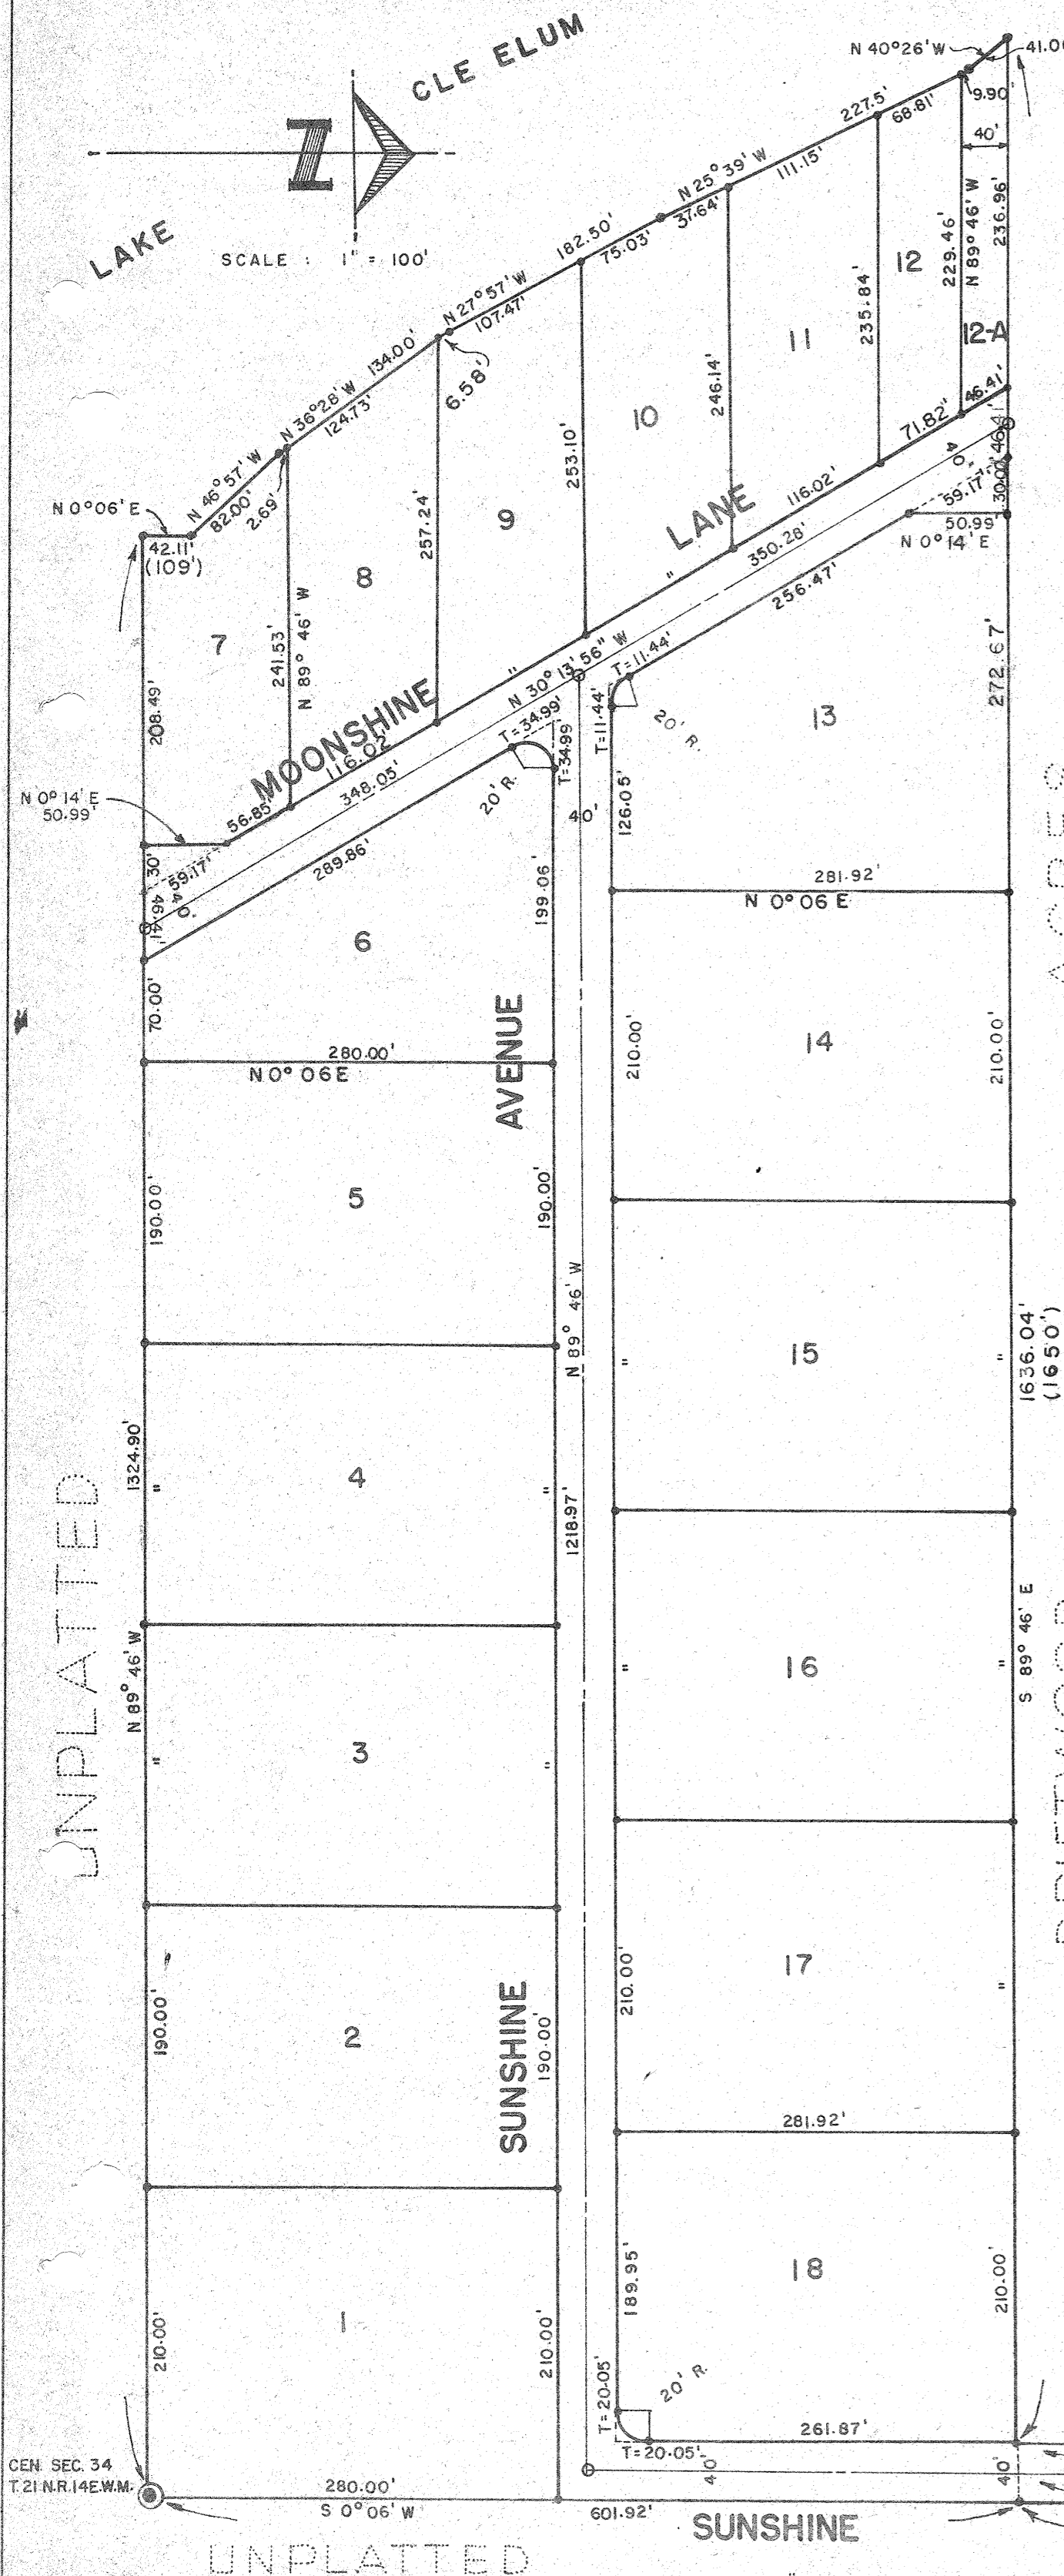 CLE ELUM
LAKE
N
SCALE : 1" = 100'
N 40°26' W
9.90'
40'
227.5'
68.81'
N 25°39' W
111.15'
37.64'
182.50'
75.03'
N 27°57' W
107.47'
6.58'
134.00'
N 36°28' W
124.73'
N 46°57' W
82.00'
2.69'
N 0°06' E
42.11'
(109')
236.96'
N 89°46' W
229.46'
12
12-A
235.84'
11
246.14'
10
253.10'
9
257.24'
8
241.53'
N 89° 46' W
7
208.49'
46.41'
71.82"
46.41'
30.00'
40'
59.17'
50.99'
N 0°14' E
116.02'
LANE
350.28'
256.47'
"
"
N 30°13'56" W
MOONSHINE
116.02'
348.05'
T=34.99'
T=34.99'
20' R.
T=11.44'
T=11.44'
20' R.
272.67'
13
N 0°14' E
50.99'
56.85'
30'
59.17'
40'
46.41'
289.86'
40'
126.05'
199.06'
6
70.00'
281.92'
N 0°06 E
280.00'
N 0° 06 E
AVENUE
210.00'
14
210.00'
190.00'
5
190.00'
N 89° 46' W
"
15
"
1636.04'
(1650')
1324.90'
"
4
"
1218.97'
UNPLATTED
N 89° 46' W
"
3
"
"
16
"
S 89° 46' E
190.00'
2
190.00'
SUNSHINE
210.00'
17
"
281.92'
189.95'
18
210.00'
210.00'
1
210.00'
T=20.05'
20' R.
T=20.05'
261.87'
CEN. SEC. 34
T. 21 N.R. 14 E.W.M.
280.00'
S 0°06' W
601.92'
40'
40'
SUNSHINE
UNPLATTED